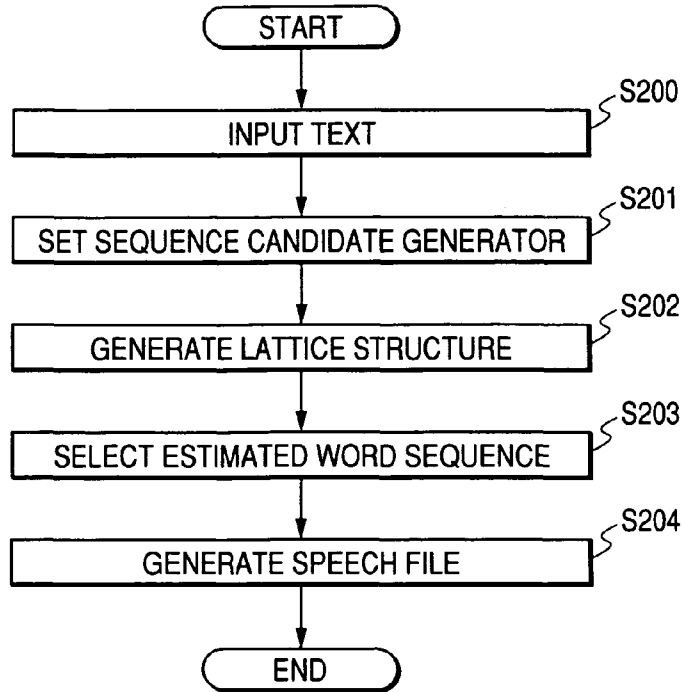 START
S200
INPUT TEXT
S201
SET SEQUENCE CANDIDATE GENERATOR
S202
GENERATE LATTICE STRUCTURE
S203
SELECT ESTIMATED WORD SEQUENCE
S204
GENERATE SPEECH FILE
END